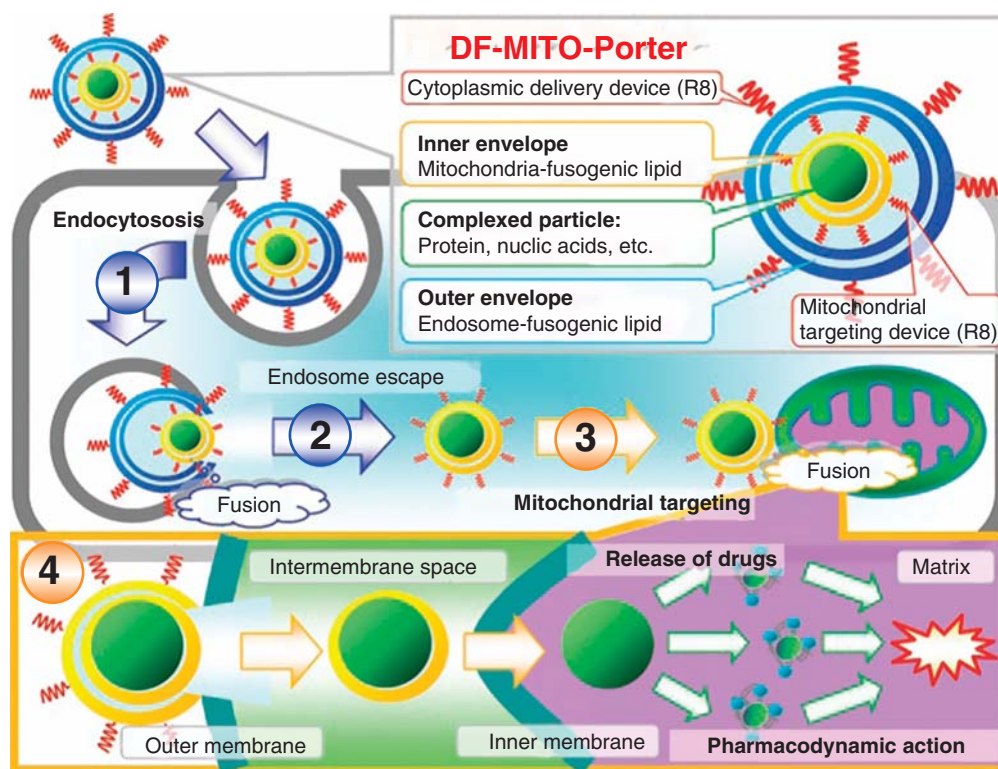 DF-MITO-Porter
Cytoplasmic delivery device (R8)
Inner envelope
Mitochondria-fusogenic lipid
Complexed particle:
Protein, nuclic acids, etc.
Outer envelope
Endosome-fusogenic lipid
Mitochondrial
targeting device (R8)
Endocytososis
1
Endosome escape
2
3
Fusion
Fusion
Mitochondrial targeting
4
Intermembrane space
Release of drugs
Matrix
Outer membrane
Inner membrane
Pharmacodynamic action